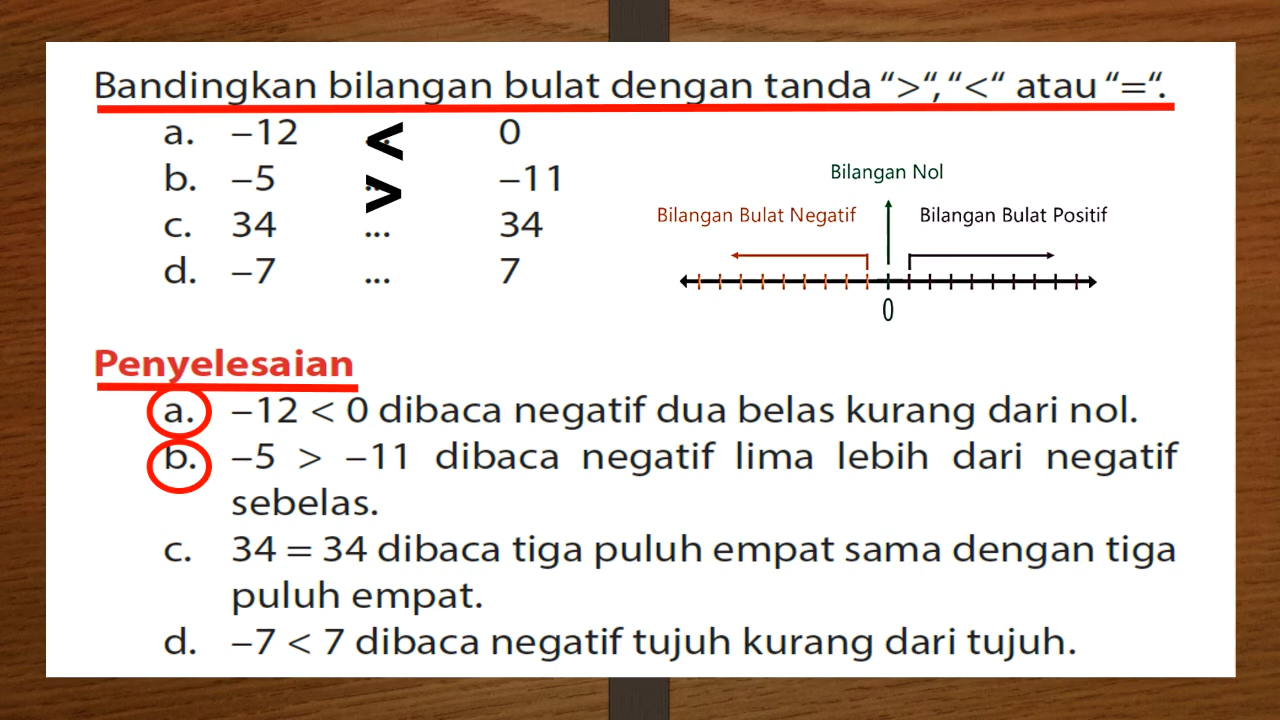 Bandingkan bilangan bulat dengan tanda “>“, “<“ atau “=“.
a. –12 < 0
b. –5 > –11
c. 34 ... 34
d. –7 ... 7
Bilangan Nol
Bilangan Bulat Negatif Bilangan Bulat Positif
0
Penyelesaian
a. –12 < 0 dibaca negatif dua belas kurang dari nol.
b. –5 > –11 dibaca negatif lima lebih dari negatif
sebelas.
c. 34 = 34 dibaca tiga puluh empat sama dengan tiga
puluh empat.
d. –7 < 7 dibaca negatif tujuh kurang dari tujuh.